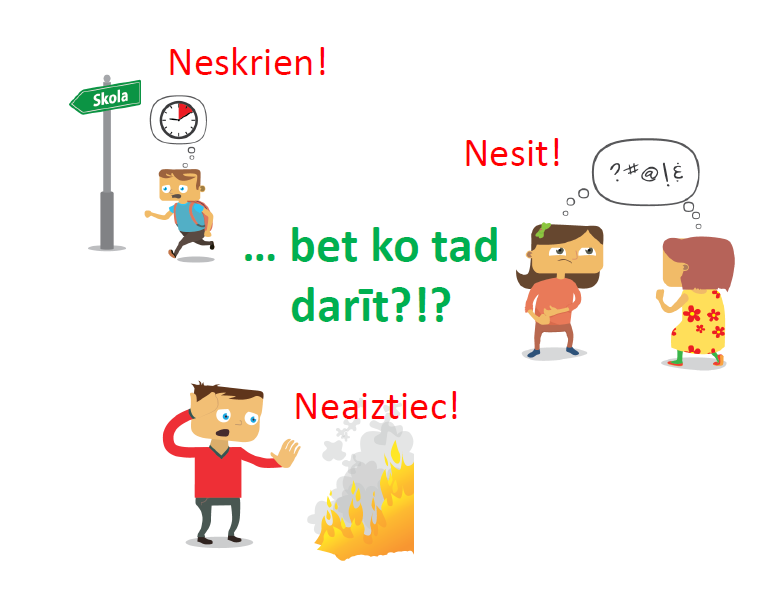 Neskrien!
Skola
Nesit!
?#@!&
... bet ko tad
darīt?!?
Neaiztiec!